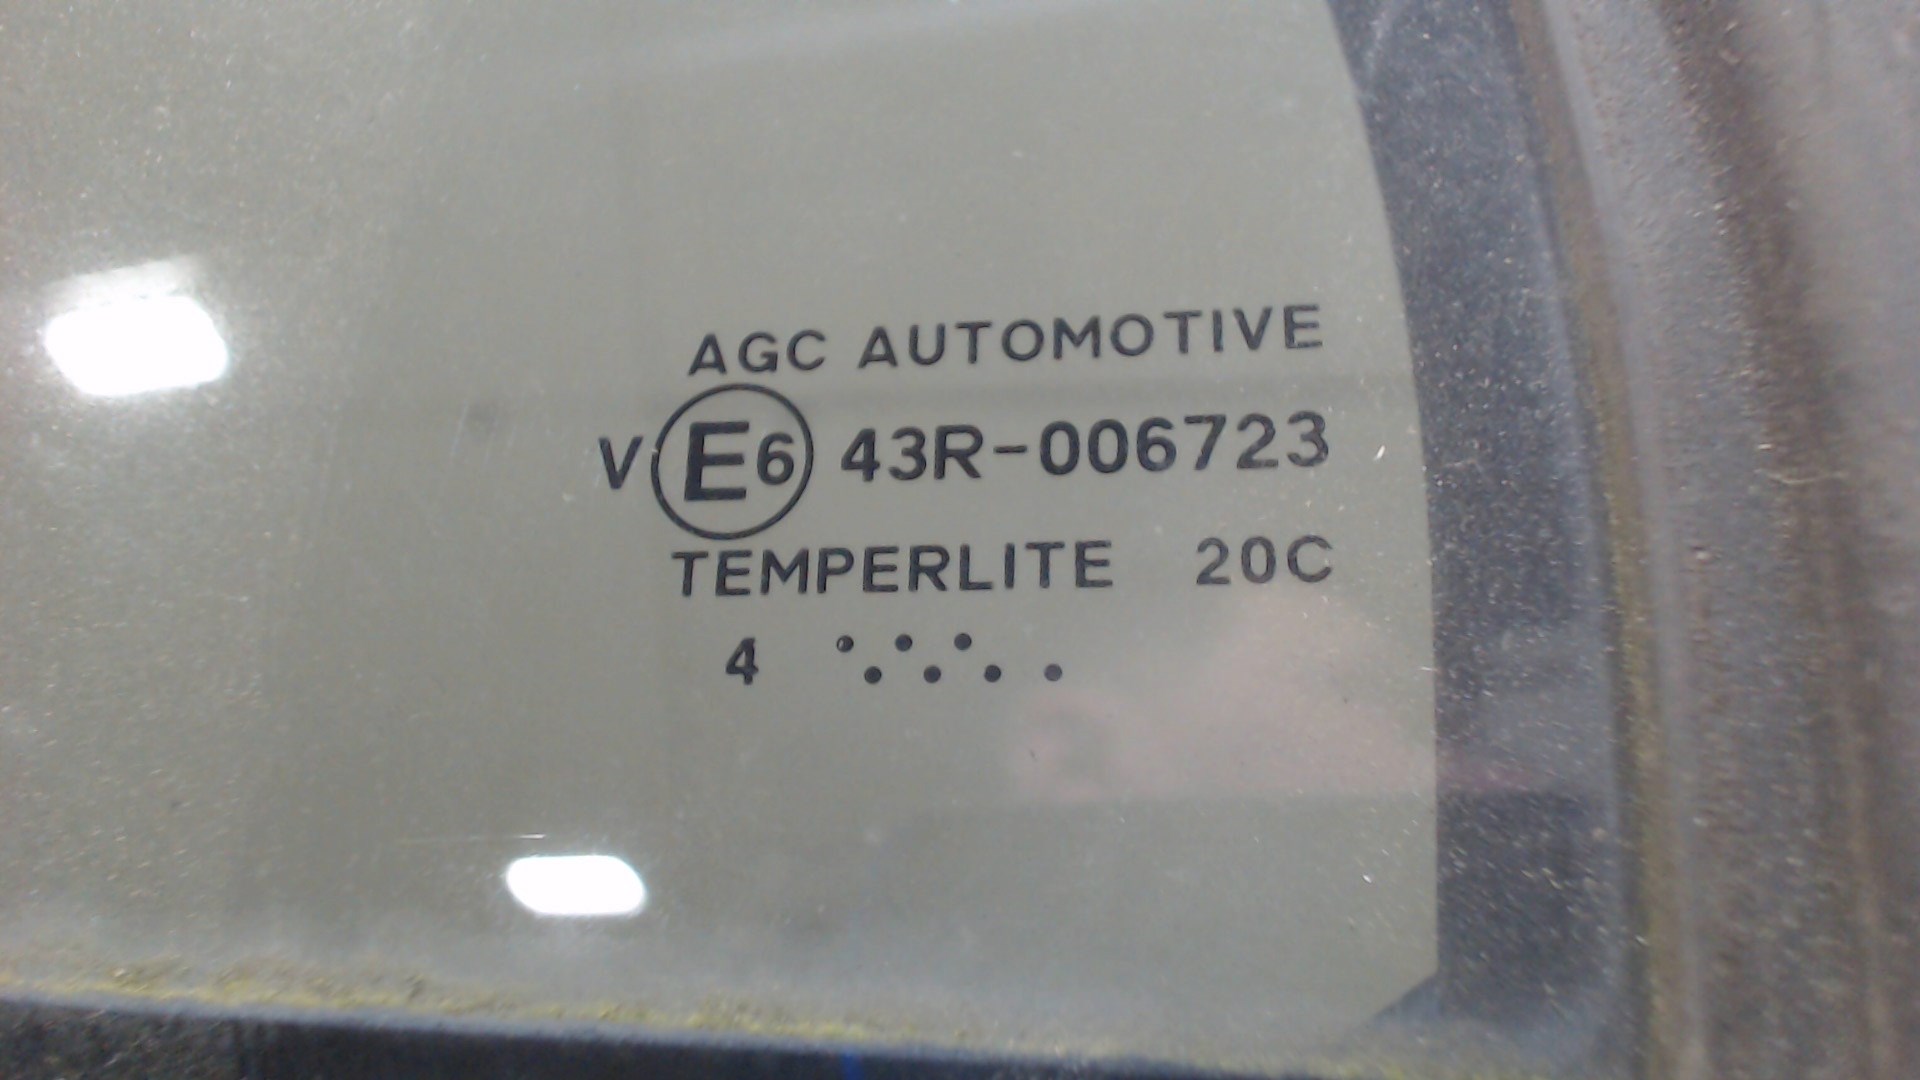 AGC AUTOMOTIVE
V E6 43R-006723
TEMPERLITE 20C
4